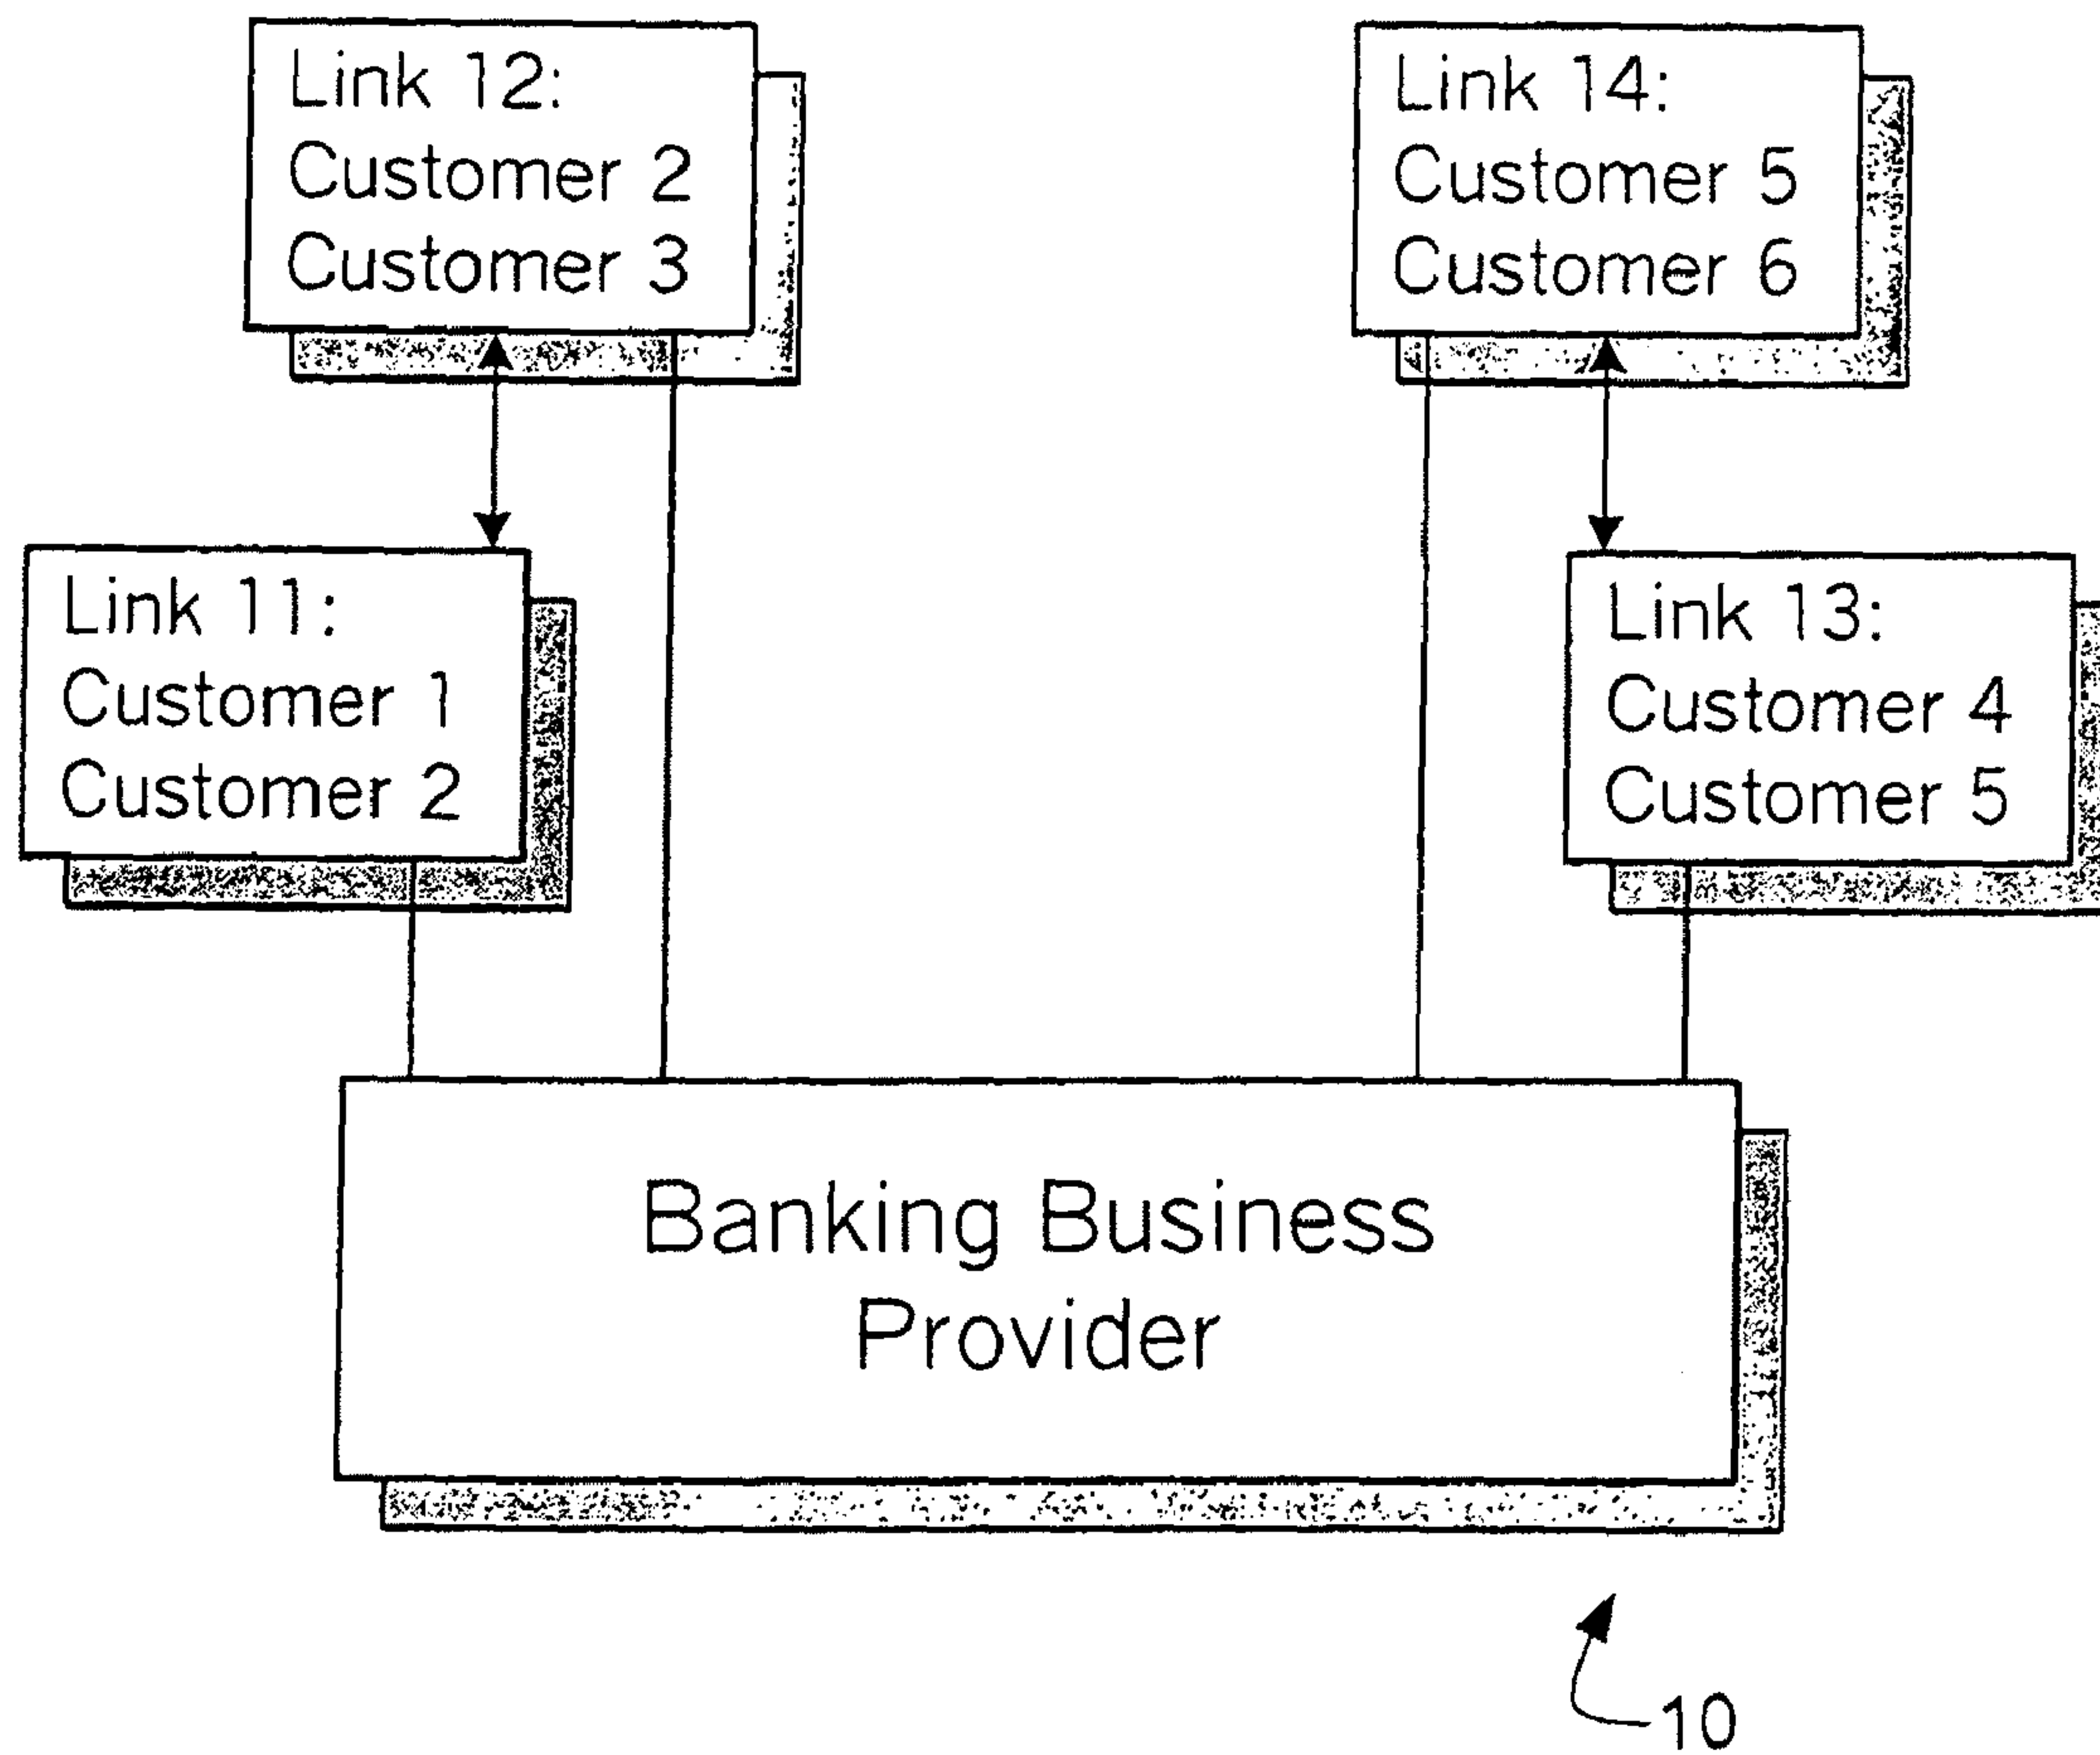 Link 12:
Customer 2
Customer 3
Link 14:
Customer 5
Customer 6
Link 11:
Customer 1
Customer 2
Link 13:
Customer 4
Customer 5
Banking Business
Provider
10